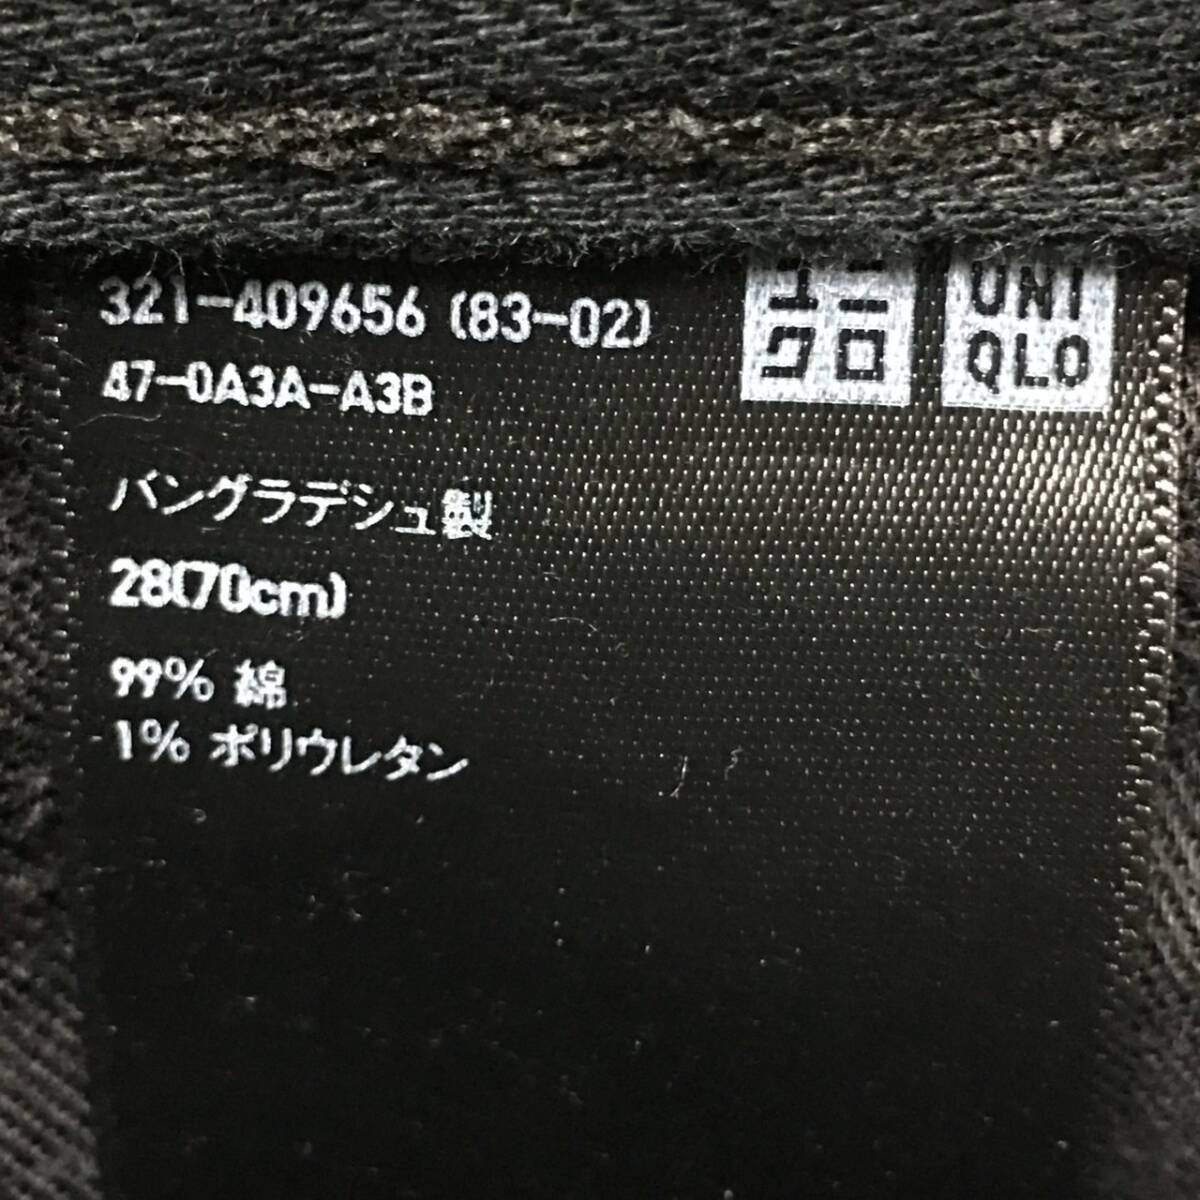 321-409656 (83-02)
47-0A3A-A3B
ユニ
クロ
UNI
QLO
バングラデシュ製
28(70cm)
99% 綿
1% ポリウレタン